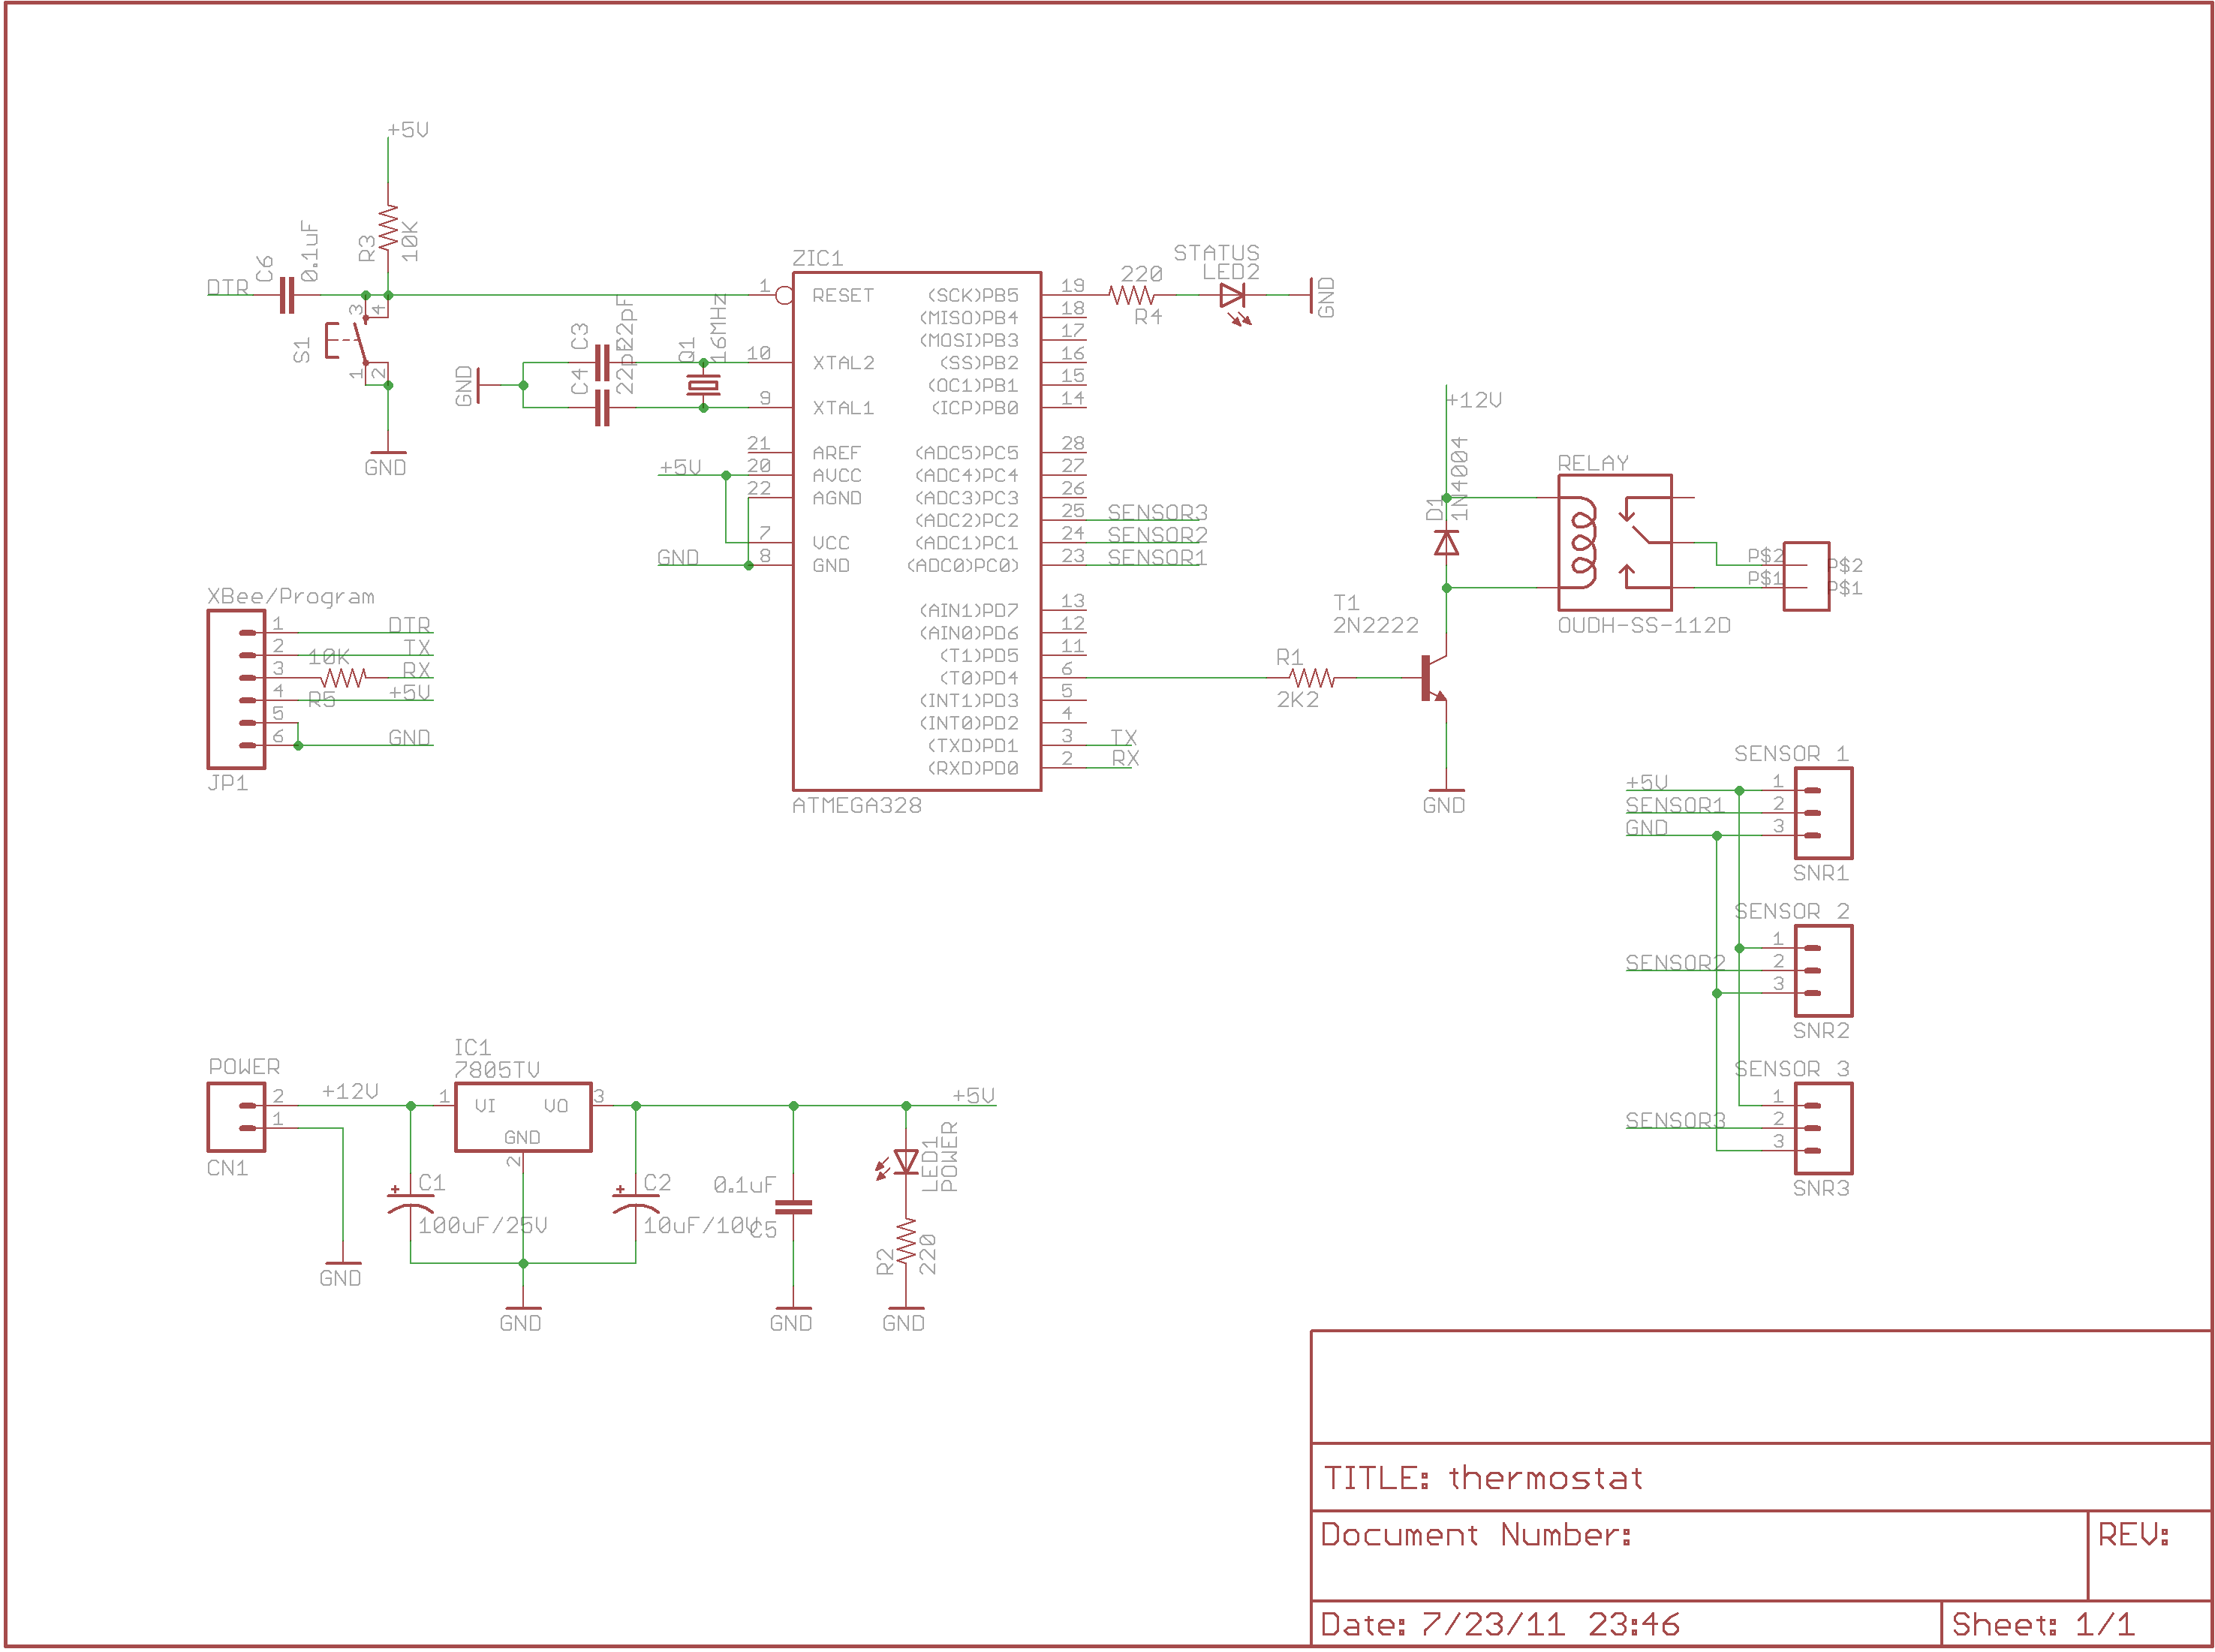 +5V
R3
10K
DTR
C6
0.1uF
S1
3
4
1
2
GND
GND
C3
22pF
C4
22pF
Q1
16MHz
ZIC1
1
RESET
10
XTAL2
9
XTAL1
21
AREF
+5V
20
AVCC
22
AGND
7
VCC
GND
8
GND
(SCK)PB5
19
(MISO)PB4
18
(MOSI)PB3
17
(SS)PB2
16
(OC1)PB1
15
(ICP)PB0
14
(ADC5)PC5
28
(ADC4)PC4
27
(ADC3)PC3
26
(ADC2)PC2
25
SENSOR3
(ADC1)PC1
24
SENSOR2
(ADC0)PC0)
23
SENSOR1
(AIN1)PD7
13
(AIN0)PD6
12
(T1)PD5
11
(T0)PD4
6
(INT1)PD3
5
(INT0)PD2
4
(TXD)PD1
3
TX
(RXD)PD0
2
RX
ATMEGA328
220
R4
STATUS
LED2
GND
+12V
D1
1N4004
RELAY
OUDH-SS-112D
P$2
P$2
P$1
P$1
T1
2N2222
R1
2K2
GND
XBee/Program
1
DTR
2
TX
3
10K
RX
R5
4
+5V
5
6
GND
JP1
SENSOR 1
+5V
1
SENSOR1
2
GND
3
SNR1
SENSOR 2
1
SENSOR2
2
3
SNR2
SENSOR 3
1
SENSOR3
2
3
SNR3
POWER
2
+12V
1
CN1
GND
IC1
7805TV
1
VI
VO
3
GND
2
+5V
C1
100uF/25V
C2
10uF/10V
0.1uF
C5
LED1
POWER
R2
220
GND
GND
GND
TITLE: thermostat
Document Number:
REV:
Date: 7/23/11 23:46
Sheet: 1/1